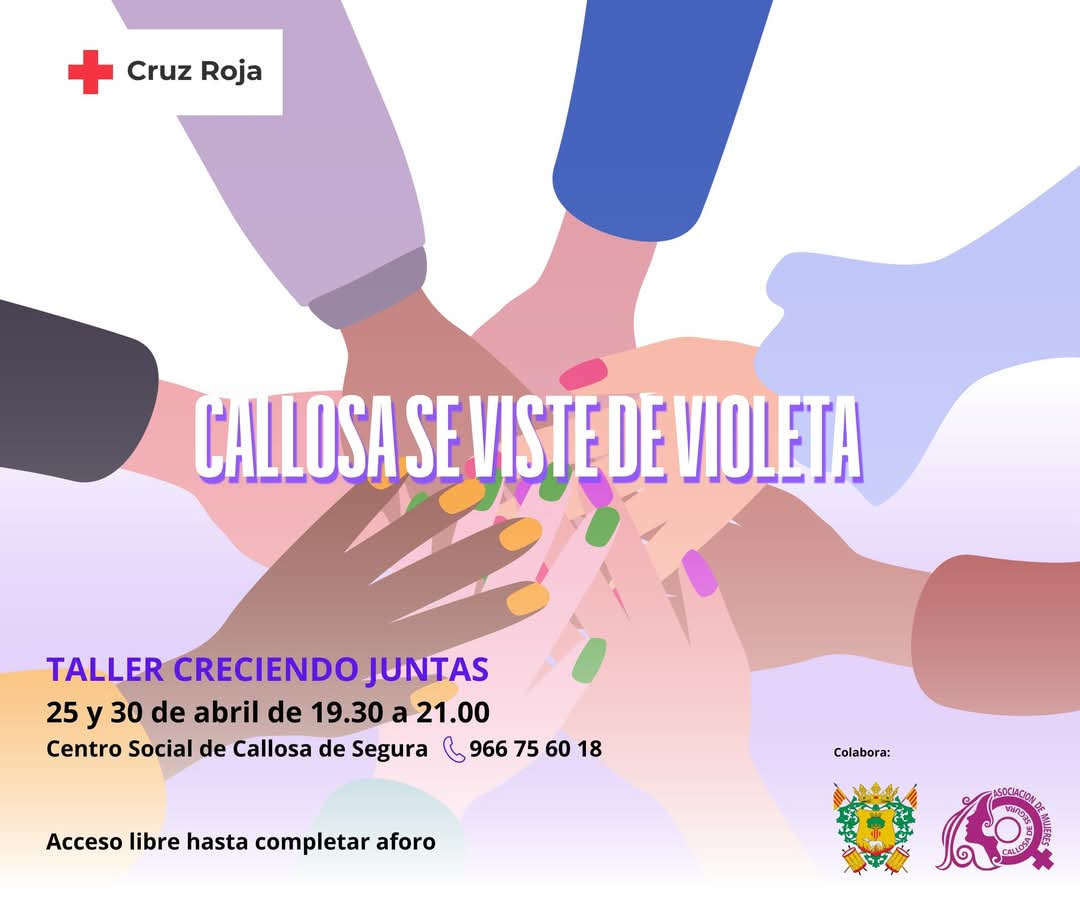 Cruz Roja
CALLOSA SE VISTE DE VIOLETA
TALLER CRECIENDO JUNTAS
25 y 30 de abril de 19.30 a 21.00
Centro Social de Callosa de Segura 966 75 60 18
Acceso libre hasta completar aforo
Colabora:
ASOCIACION DE MUJERES
CALLOSA DE SEGURA